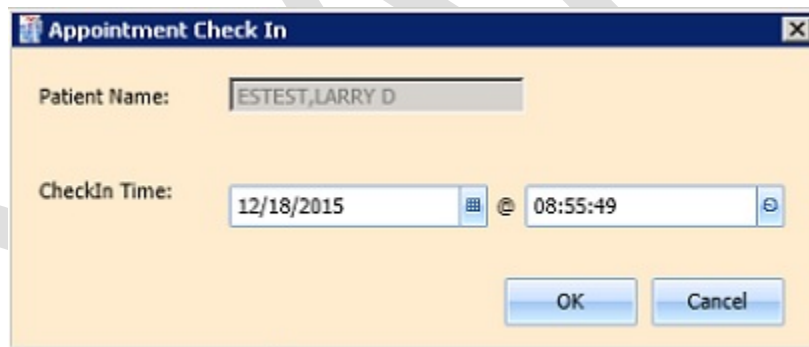 Appointment Check In
Patient Name: ESTEST,LARRY D
CheckIn Time: 12/18/2015 @ 08:55:49
OK Cancel